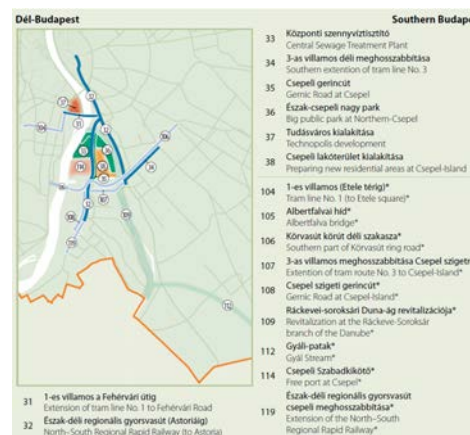 Dél-Budapest
Southern Budape
33 Központi szennyvíztisztító
Central Sewage Treatment Plant
34 3-as villamos déli meghosszabbítása
Southern extention of tram line No. 3
35 Csepeli gerincút
Gernic Road at Csepel
36 Észak-csepeli nagy park
Big public park at Northern-Csepel
37 Tudásváros kialakítása
Technopolis development
38 Csepeli lakóterület kialakítása
Preparing new residential areas at Csepel-Island
104 1-es villamos (Etele térig)*
Tram line No. 1 (to Etele square)*
105 Albertfalvai híd*
Albertfalva bridge*
106 Körvasút körút déli szakasza*
Southern part of Körvasút ring road*
107 3-as villamos meghosszabbítása Csepel sziget
Extention of tram route No. 3 to Csepel-Island*
108 Csepel szigeti gerincút*
Gernic Road at Csepel-Island*
109 Ráckevei-soroksári Duna-ág revitalizációja*
Revitalization at the Ráckeve-Soroksár
branch of the Danube*
112 Gyáli-patak*
Gyál Stream*
114 Csepeli Szabadkikötő*
Free port at Csepel*
119 Észak-déli regionális gyorsvasút
csepeli meghosszabbítása*
Extention of the North–South
Regional Rapid Railway*
31 1-es villamos a Fehérvári útig
Extension of tram line No. 1 to Fehérvári Road
32 Észak-déli regionális gyorsvasút (Astoriáig)
North–South Regional Rapid Railway (to Astoria)